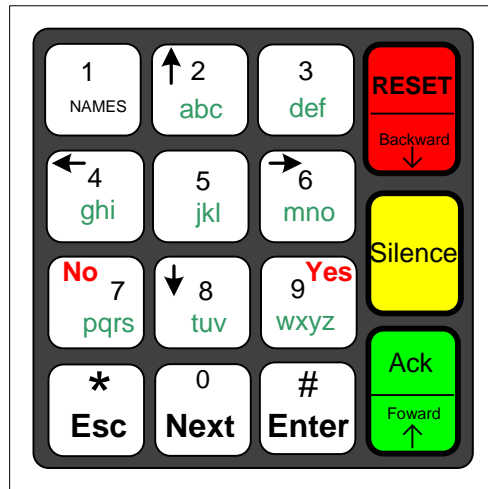 1
NAMES
↑ 2
abc
3
def
RESET
Backward
↓
← 4
ghi
5
jkl
→ 6
mno
Silence
No
7
pqrs
↓ 8
tuv
Yes
9
wxyz
Ack
Foward
↑
*
Esc
0
Next
#
Enter